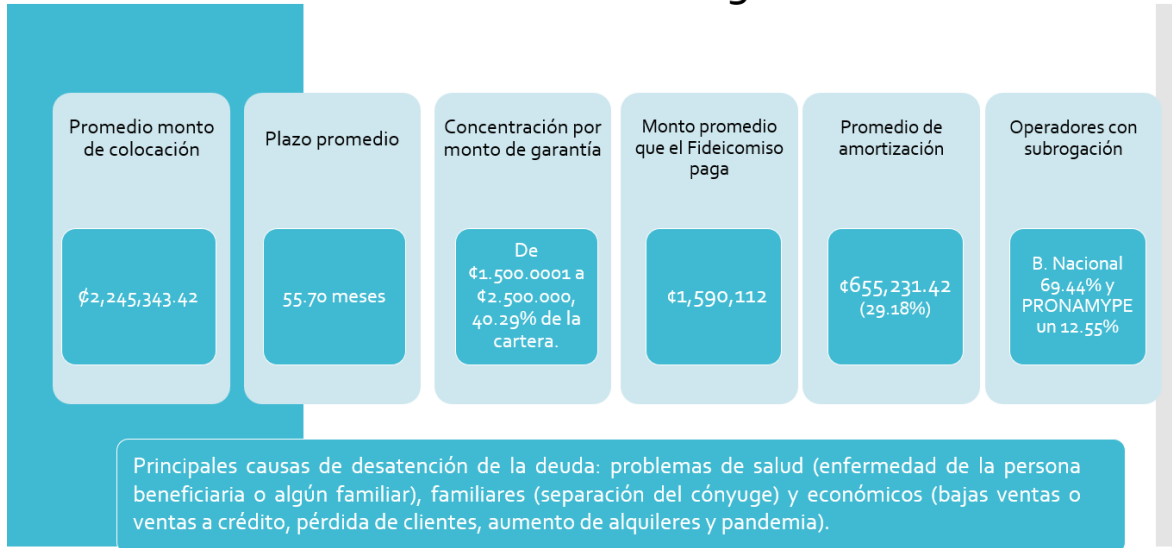 Promedio monto
de colocación
₡2,245,343.42
Plazo promedio
55.70 meses
Concentración por
monto de garantía
De
¢1.500.0001 a
¢2.500.000,
40.29% de la
cartera.
Monto promedio
que el Fideicomiso
paga
¢1,590,112
Promedio de
amortización
¢655,231.42
(29.18%)
Operadores con
subrogación
B. Nacional
69.44% y
PRONAMYPE
un 12.55%
Principales causas de desatención de la deuda: problemas de salud (enfermedad de la persona
beneficiaria o algún familiar), familiares (separación del cónyuge) y económicos (bajas ventas o
ventas a crédito, pérdida de clientes, aumento de alquileres y pandemia).